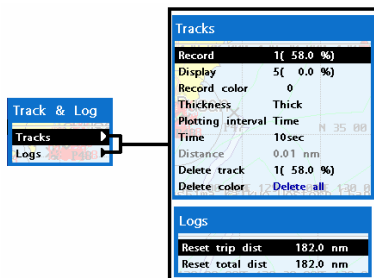 Tracks
Record 1( 58.0 %)
Display 5( 0.0 %)
Record color 0
Thickness Thick
Plotting interval Time
Time 10sec
Distance 0.01 nm
Delete track 1( 58.0 %)
Delete color Delete all
Track & Log
Tracks
Logs
N 35 00
Logs
Reset trip dist 182.0 nm
Reset total dist 182.0 nm